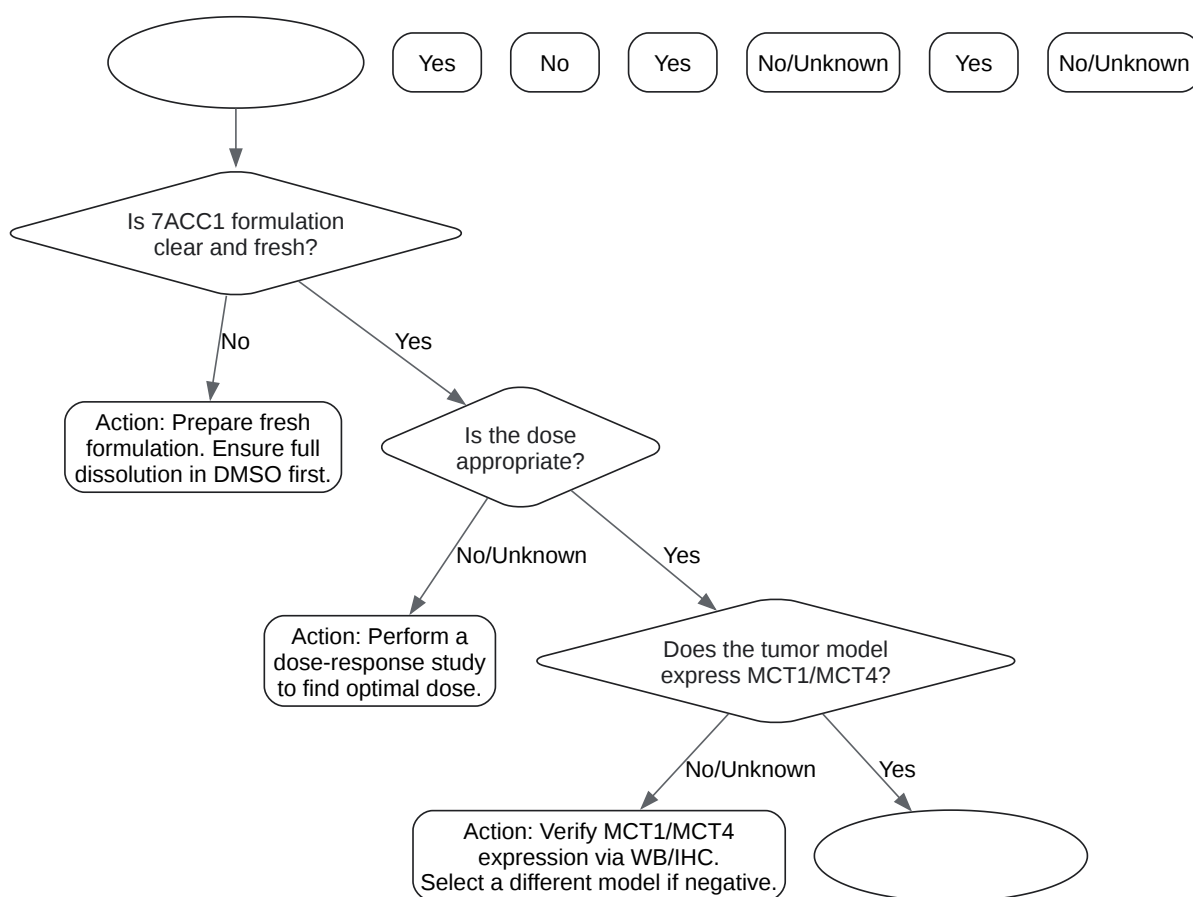 Yes
No
Yes
No/Unknown
Yes
No/Unknown
Is 7ACC1 formulation
clear and fresh?
No
Yes
Action: Prepare fresh
formulation. Ensure full
dissolution in DMSO first.
Is the dose
appropriate?
No/Unknown
Yes
Action: Perform a
dose-response study
to find optimal dose.
Does the tumor model
express MCT1/MCT4?
No/Unknown
Yes
Action: Verify MCT1/MCT4
expression via WB/IHC.
Select a different model if negative.